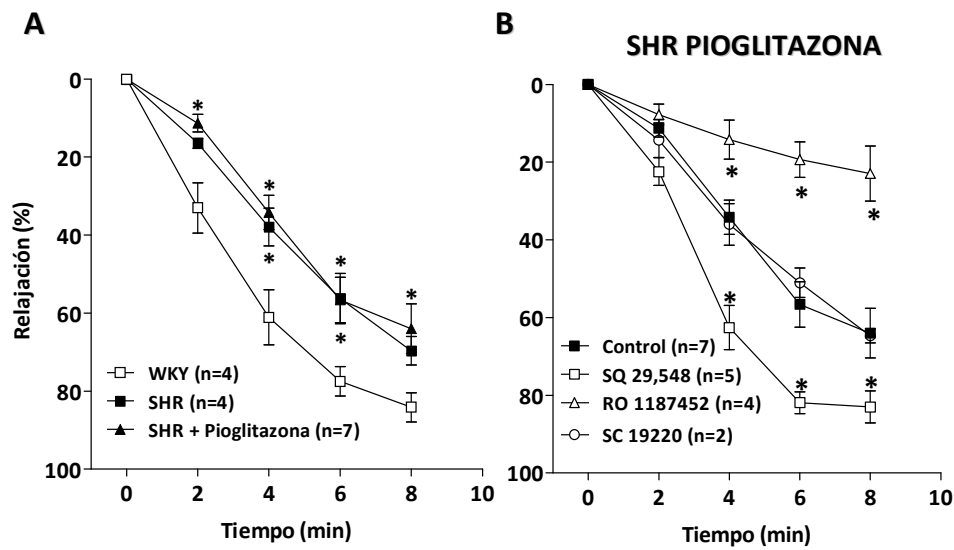 A
Relajación (%)
0
20
40
60
80
100
*
*
*
*
*
*
WKY (n=4)
SHR (n=4)
SHR + Pioglitazona (n=7)
0 2 4 6 8 10
Tiempo (min)
B
SHR PIOGLITAZONA
0
20
40
60
80
100
*
*
*
*
*
*
Control (n=7)
SQ 29,548 (n=5)
RO 1187452 (n=4)
SC 19220 (n=2)
0 2 4 6 8 10
Tiempo (min)